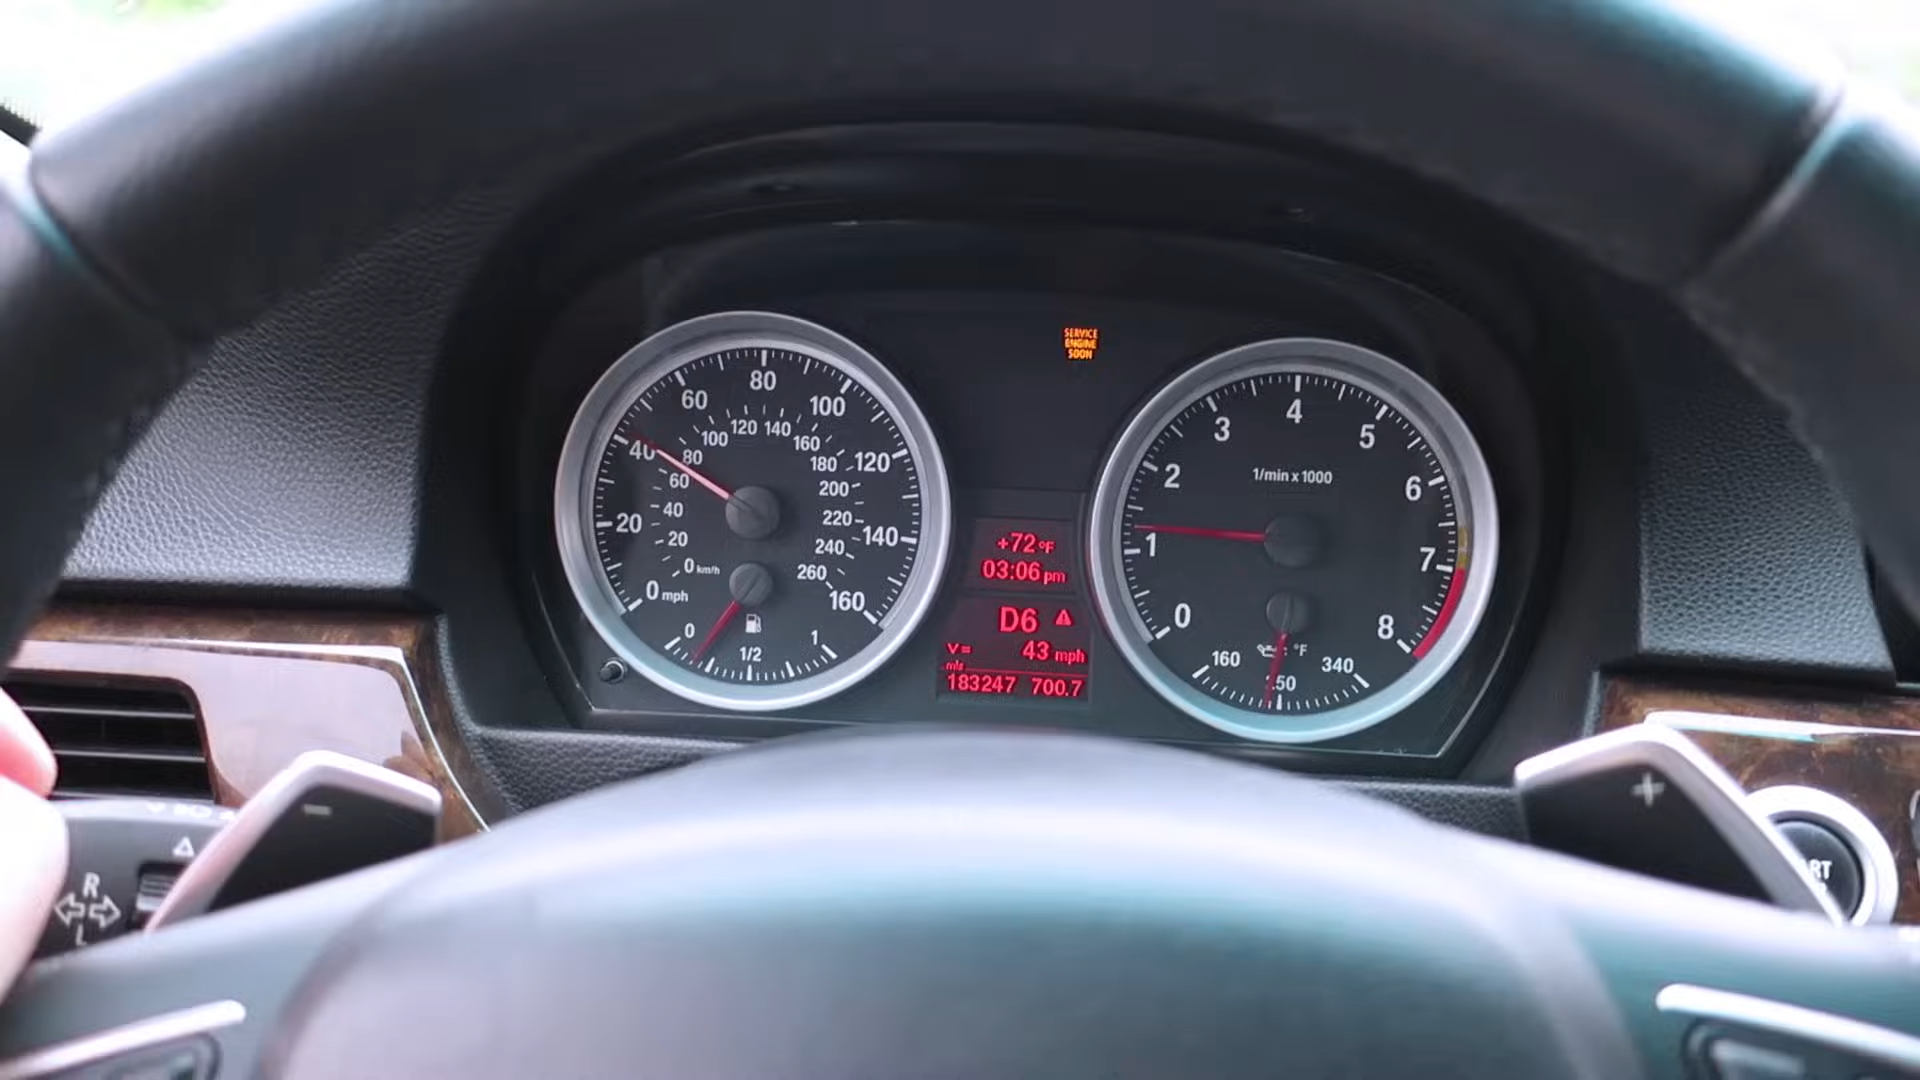 SERVICE
ENGINE
SOON
0 mph
20
40
60
80
100
120
140
160
0 km/h
20
40
60
80
100
120
140
160
180
200
220
240
260
0
1/2
1
+72 °F
03:06 pm
D6
V= 43 mph
mls
183247 700.7
1/min x 1000
0
1
2
3
4
5
6
7
8
°F
160
340
-
+
R
L